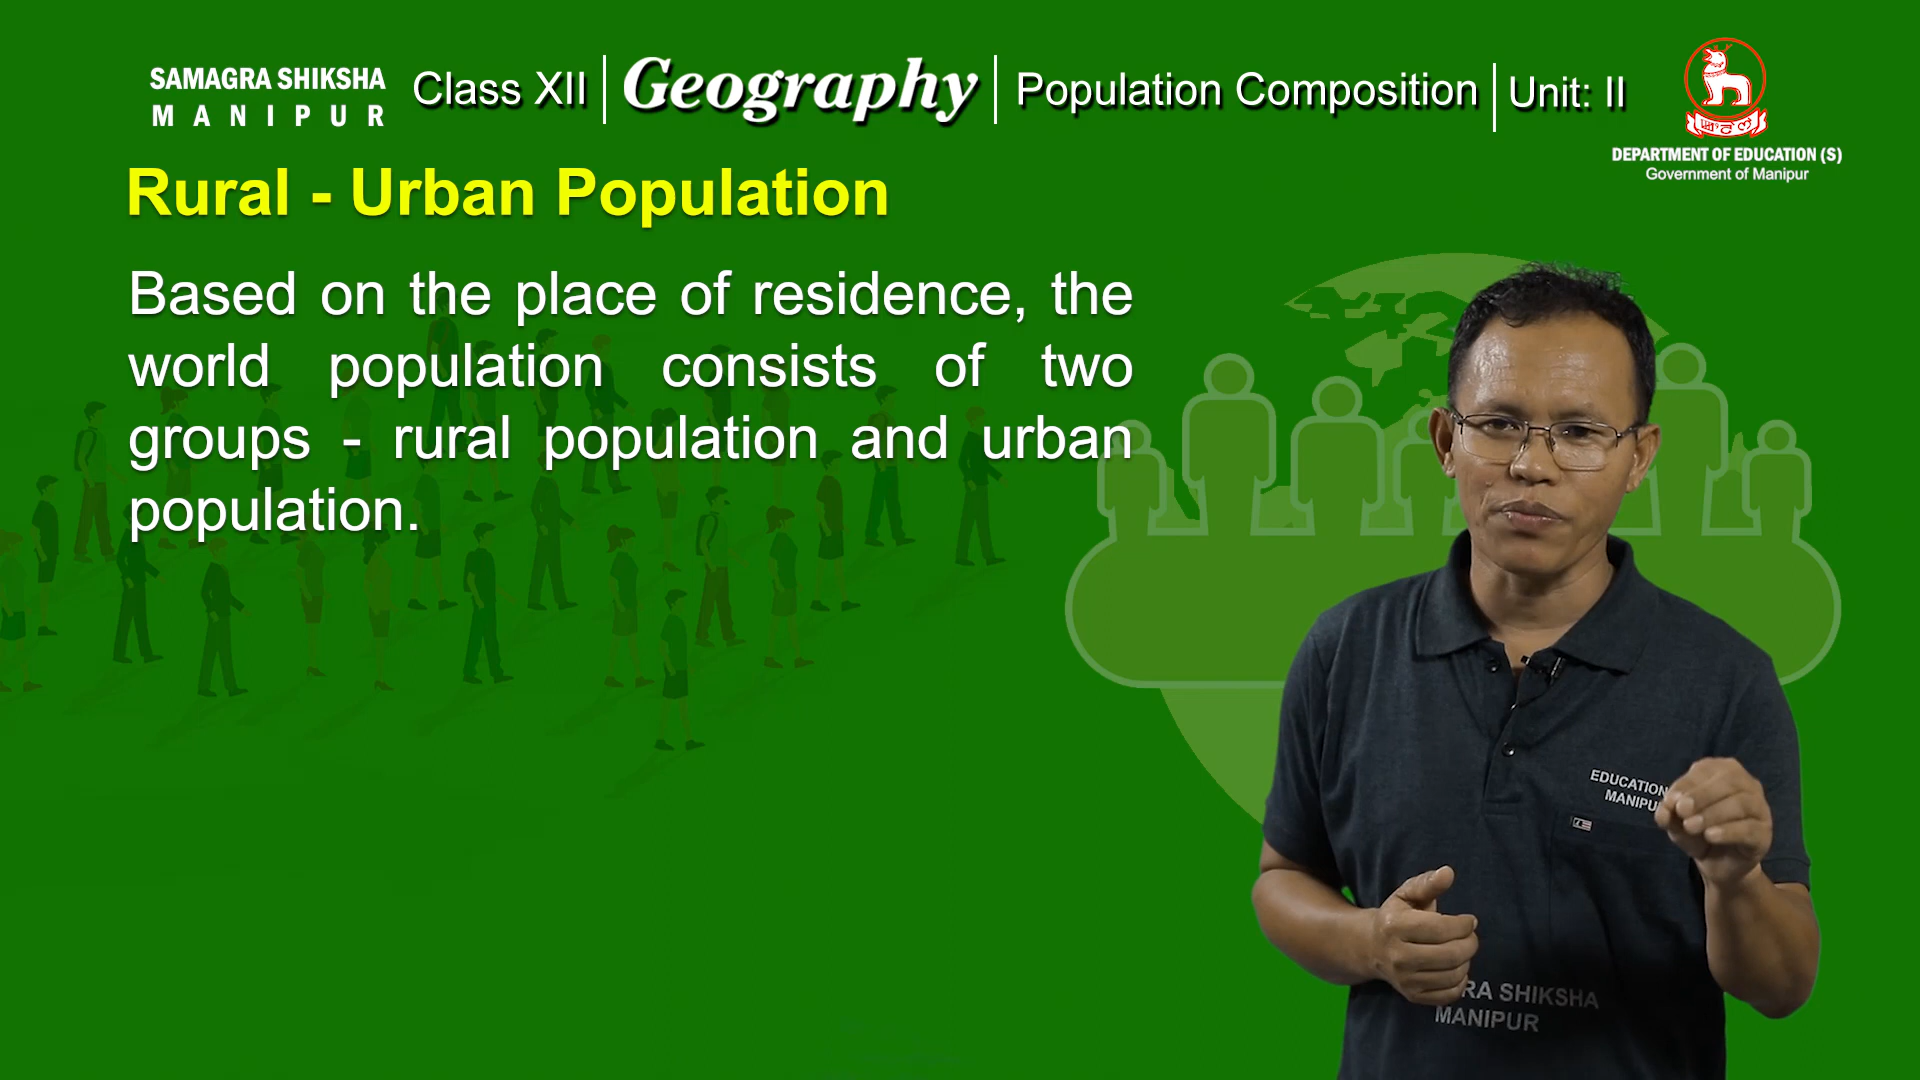 SAMAGRA SHIKSHA
MANIPUR
Class XII
Geography
Population Composition
Unit: II
DEPARTMENT OF EDUCATION (S)
Government of Manipur
Rural - Urban Population
Based on the place of residence, the
world population consists of two
groups - rural population and urban
population.
EDUCATION
MANIPU
RA SHIKSHA
MANIPUR